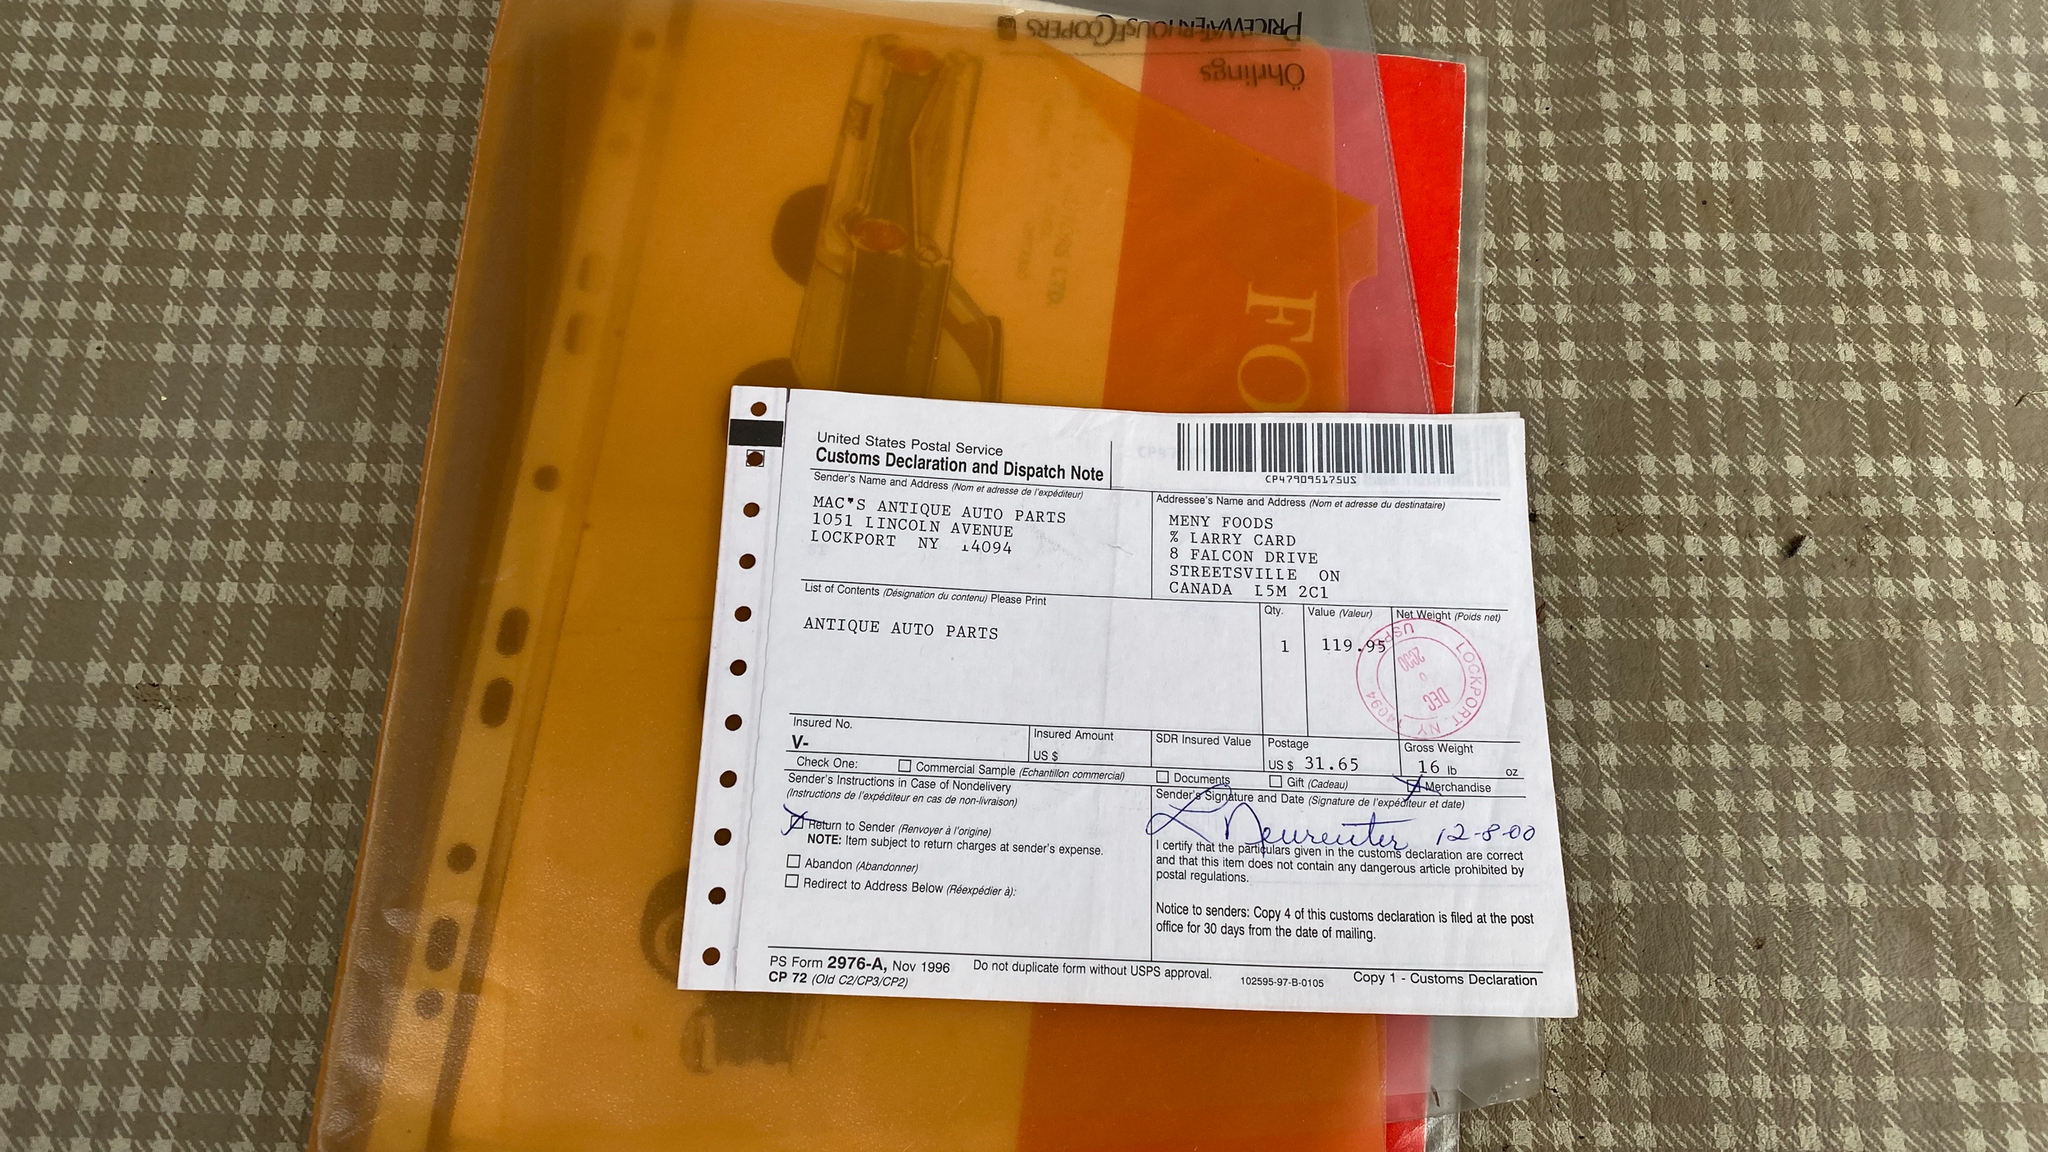 PRICEWATERHOUSECOOPERS
Öhrlings
FO
United States Postal Service
Customs Declaration and Dispatch Note
CP479095175US
Sender's Name and Address (Nom et adresse de l'expéditeur)
MAC'S ANTIQUE AUTO PARTS
1051 LINCOLN AVENUE
LOCKPORT NY 14094
Addressee's Name and Address (Nom et adresse du destinataire)
MENY FOODS
% LARRY CARD
8 FALCON DRIVE
STREETSVILLE ON
CANADA L5M 2C1
List of Contents (Désignation du contenu) Please Print
Qty.
Value (Valeur)
Net Weight (Poids net)
ANTIQUE AUTO PARTS
1
119.95
LOCKPORT NY 14094
USPS
DEC
2000
Insured No.
V-
Insured Amount
US $
SDR Insured Value
Postage
US $ 31.65
Gross Weight
16 lb oz
Check One: Commercial Sample (Echantillon commercial) Documents Gift (Cadeau) Merchandise
Sender's Instructions in Case of Nondelivery
(Instructions de l'expéditeur en cas de non-livraison)
Return to Sender (Renvoyer à l'origine)
NOTE: Item subject to return charges at sender's expense.
Abandon (Abandonner)
Redirect to Address Below (Réexpédier à):
Sender's Signature and Date (Signature de l'expéditeur et date)
12-8-00
I certify that the particulars given in the customs declaration are correct
and that this item does not contain any dangerous article prohibited by
postal regulations.
Notice to senders: Copy 4 of this customs declaration is filed at the post
office for 30 days from the date of mailing.
PS Form 2976-A, Nov 1996
CP 72 (Old C2/CP3/CP2)
Do not duplicate form without USPS approval.
102595-97-B-0105
Copy 1 - Customs Declaration